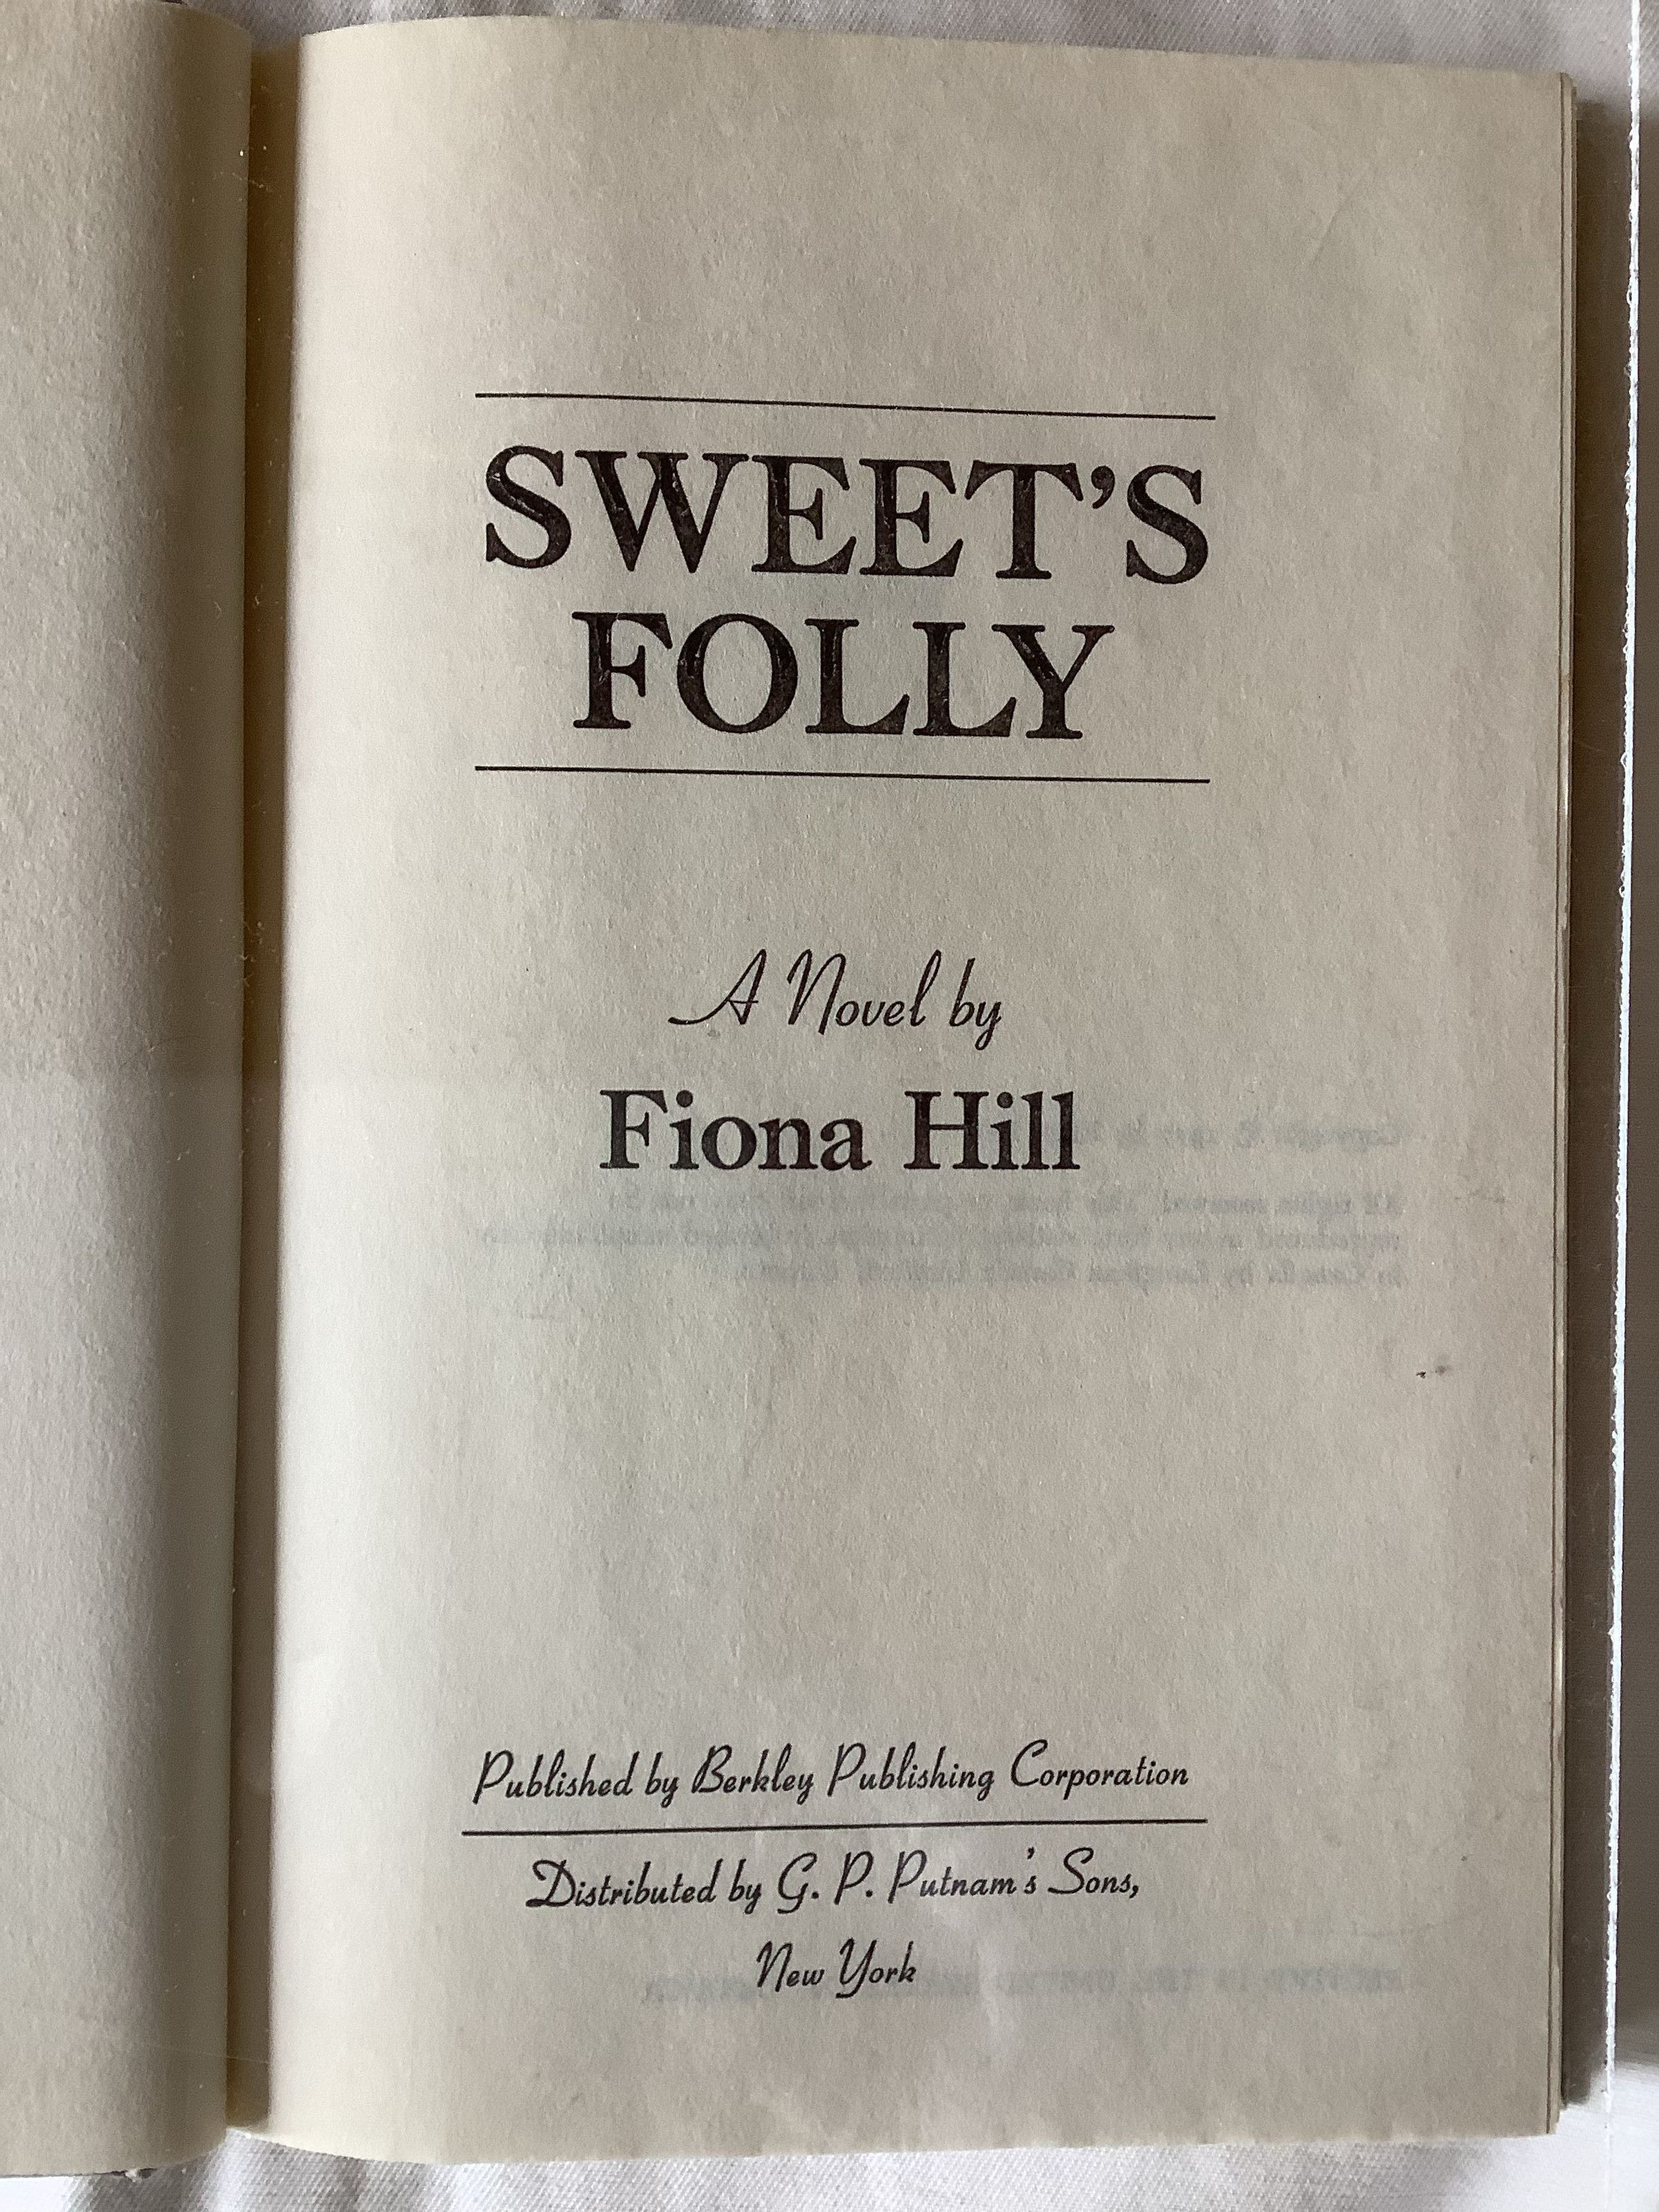 SWEET'S
FOLLY
A Novel by
Fiona Hill
Published by Berkley Publishing Corporation
Distributed by G. P. Putnam's Sons,
New York